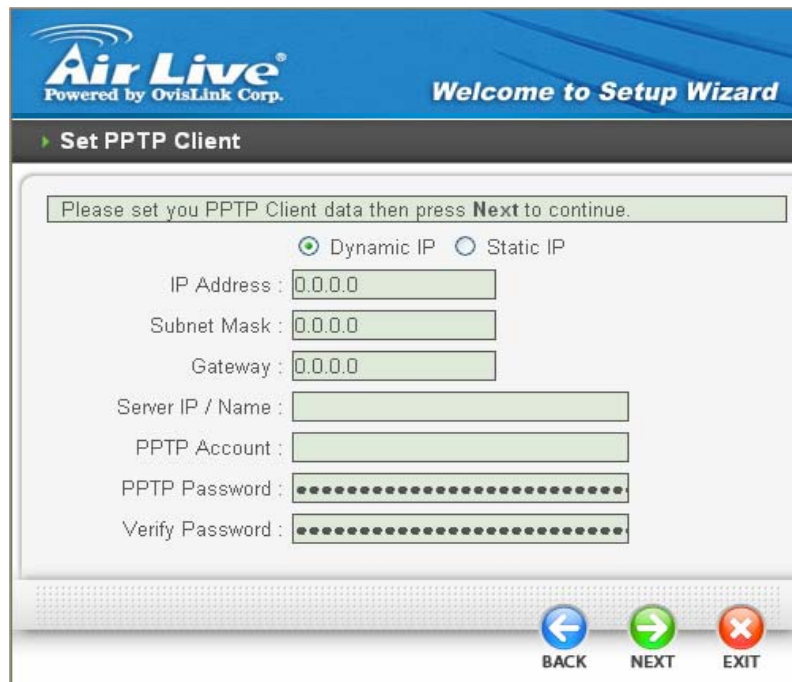 Air Live®
Powered by OvisLink Corp.
Welcome to Setup Wizard
Set PPTP Client
Please set you PPTP Client data then press Next to continue.
Dynamic IP Static IP
IP Address : 0.0.0.0
Subnet Mask : 0.0.0.0
Gateway : 0.0.0.0
Server IP / Name :
PPTP Account :
PPTP Password :
Verify Password :
BACK NEXT EXIT